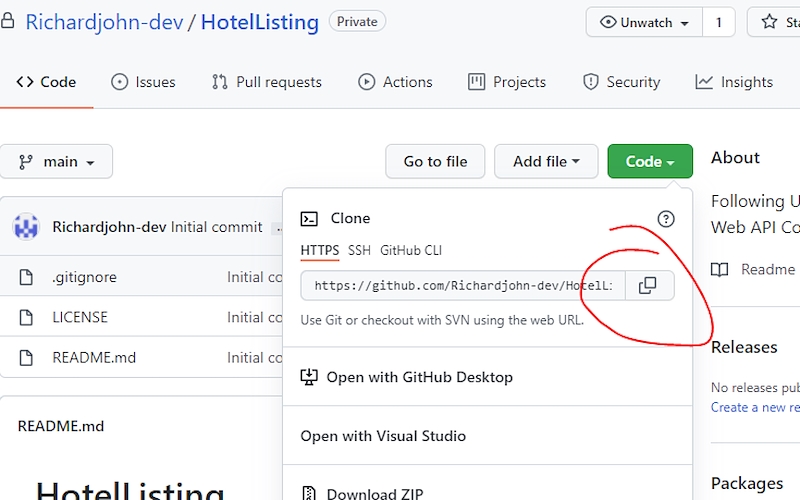 Richardjohn-dev / HotelListing Private Unwatch 1 Sta
Code Issues Pull requests Actions Projects Security Insights
main Go to file Add file Code About
Clone
Following U
Web API Co
Richardjohn-dev Initial commit ..
HTTPS SSH GitHub CLI
Readme
.gitignore Initial co
https://github.com/Richardjohn-dev/HotelLi
LICENSE Initial co
Use Git or checkout with SVN using the web URL.
Releases
README.md Initial co
Open with GitHub Desktop
No releases pub
Create a new re
README.md
Open with Visual Studio
Packages
HotelListing
Download ZIP